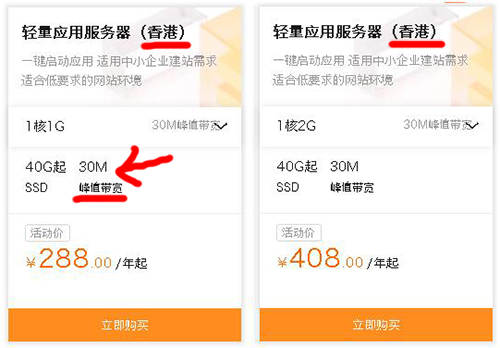 轻量应用服务器（香港）
一键启动应用 适用中小企业建站需求
适合低要求的网站环境
1核1G 30M峰值带宽
40G起 30M
SSD 峰值带宽
活动价
¥288.00 /年起
立即购买
轻量应用服务器（香港）
一键启动应用 适用中小企业建站需求
适合低要求的网站环境
1核2G 30M峰值带宽
40G起 30M
SSD 峰值带宽
活动价
¥408.00 /年起
立即购买